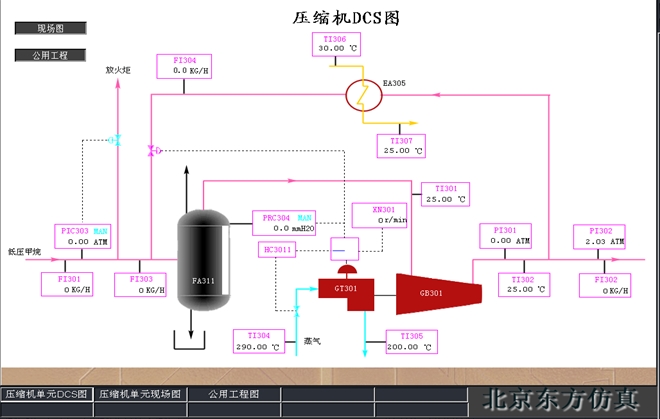 压缩机DCS图
现场图
公用工程
TI306
30.00 ℃
FI304
0.0 KG/H
放火炬
EA305
TI307
25.00 ℃
TI301
25.00 ℃
PIC303 MAN
0.00 ATM
PRC304 MAN
0.0 mmH2O
XN301
0 r/min
PI301
0.00 ATM
PI302
2.03 ATM
HC3011
低压甲烷
FI301
0 KG/H
FI303
0 KG/H
FA311
GT301
GB301
TI302
25.00 ℃
FI302
0 KG/H
TI304
290.00 ℃
蒸气
TI305
200.00 ℃
压缩机单元DCS图
压缩机单元现场图
公用工程图
北京东方仿真